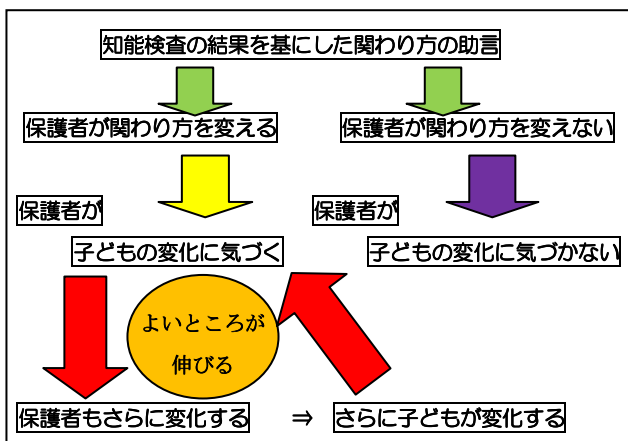 知能検査の結果を基にした関わり方の助言
保護者が関わり方を変える
保護者が関わり方を変えない
保護者が
子どもの変化に気づく
保護者が
子どもの変化に気づかない
よいところが
伸びる
保護者もさらに変化する ⇒ さらに子どもが変化する